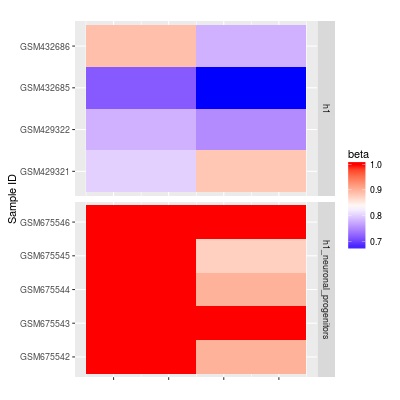 GSM432686
GSM432685
GSM429322
GSM429321
h1
GSM675546
GSM675545
GSM675544
GSM675543
GSM675542
h1_neuronal_progenitors
Sample ID
beta
1.0
0.9
0.8
0.7